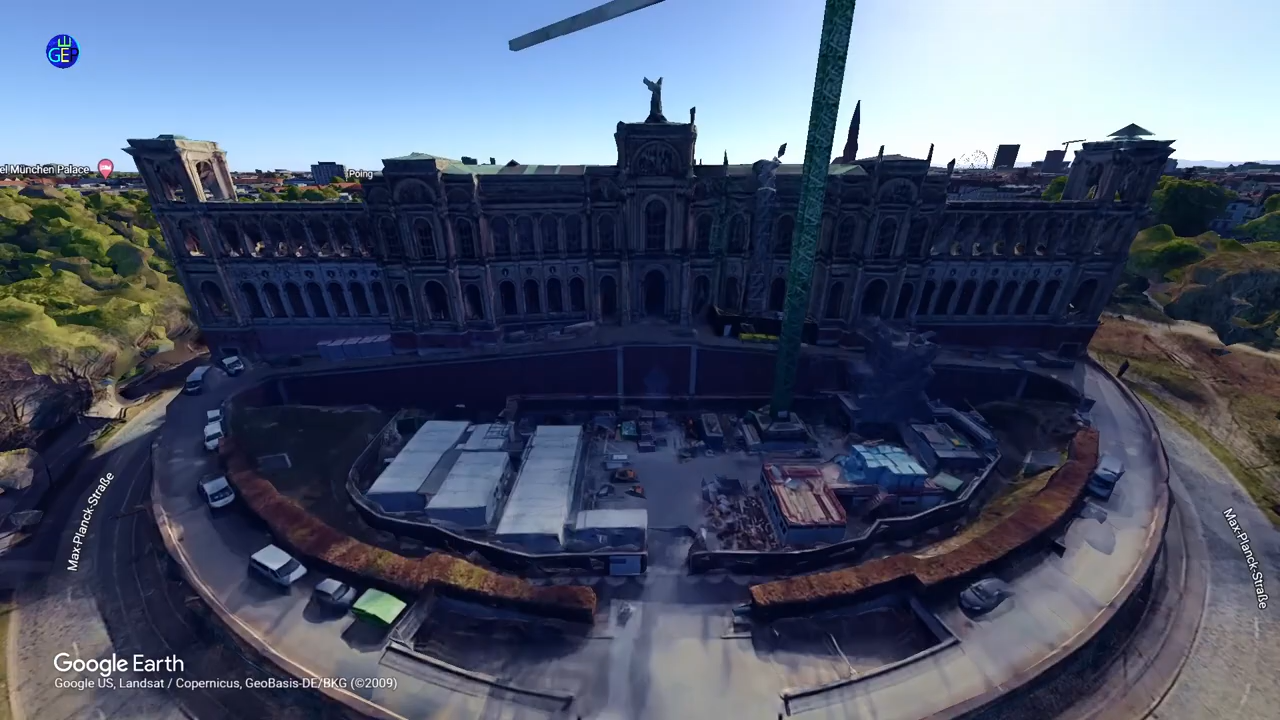 GEP
el München Palace
Poing
Max-Planck-Straße
Max-Planck-Straße
Google Earth
Google US, Landsat / Copernicus, GeoBasis-DE/BKG (©2009)